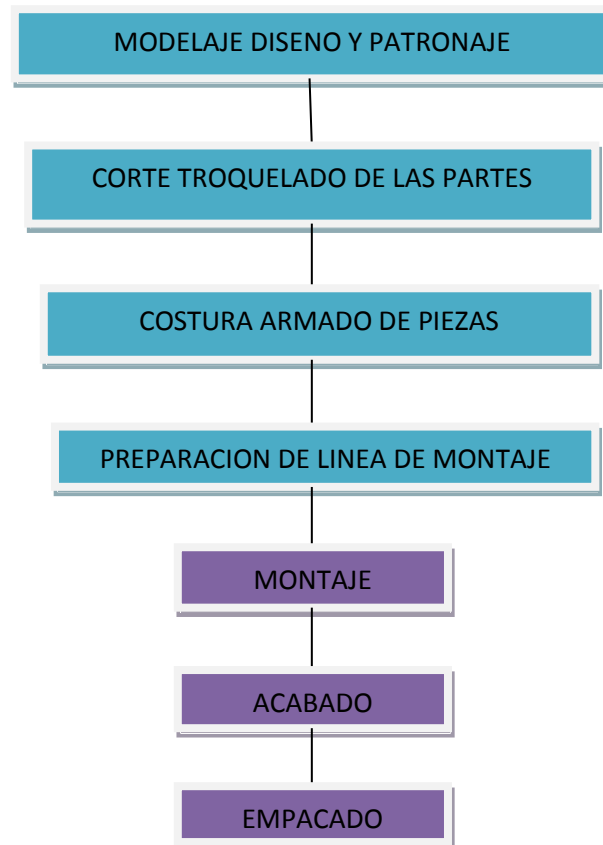 MODELAJE DISENO Y PATRONAJE
CORTE TROQUELADO DE LAS PARTES
COSTURA ARMADO DE PIEZAS
PREPARACION DE LINEA DE MONTAJE
MONTAJE
ACABADO
EMPACADO